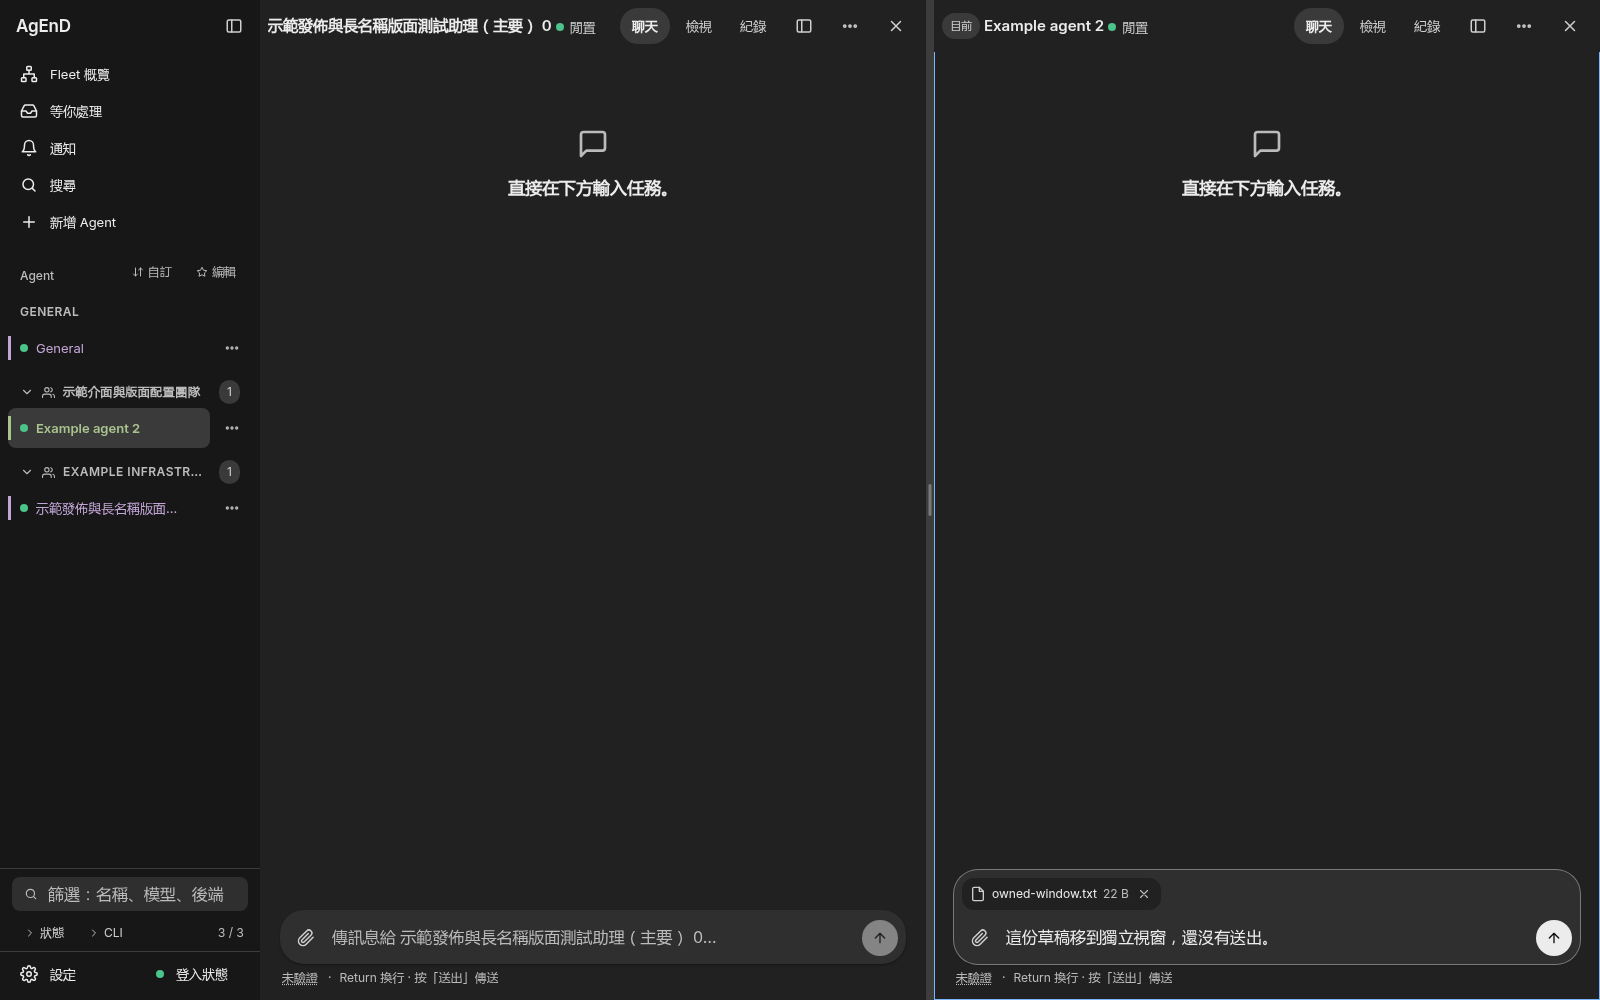 AgEnD
Fleet 概覽
等你處理
通知
搜尋
新增 Agent
Agent
自訂
編輯
GENERAL
General
示範介面與版面配置團隊
1
Example agent 2
EXAMPLE INFRASTR...
1
示範發佈與長名稱版面...
篩選：名稱、模型、後端
狀態
CLI
3 / 3
設定
登入狀態
示範發佈與長名稱版面測試助理（主要）0
閒置
聊天
檢視
紀錄
直接在下方輸入任務。
傳訊息給 示範發佈與長名稱版面測試助理（主要）0...
未驗證 · Return 換行 · 按「送出」傳送
目前
Example agent 2
閒置
聊天
檢視
紀錄
直接在下方輸入任務。
owned-window.txt 22 B
這份草稿移到獨立視窗，還沒有送出。
未驗證 · Return 換行 · 按「送出」傳送